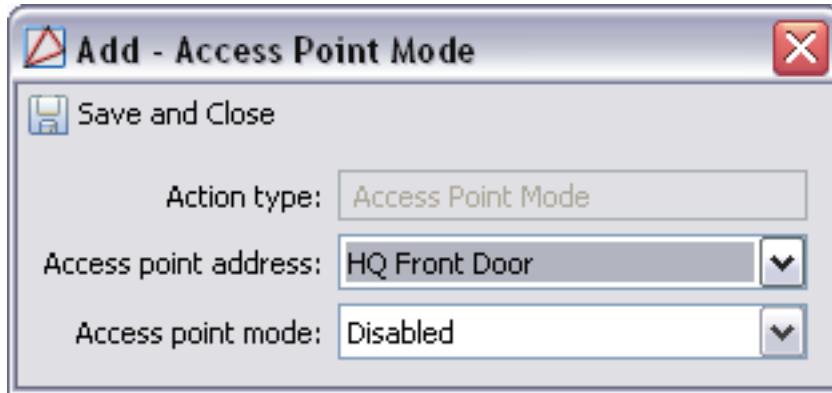 Add - Access Point Mode
Save and Close
Action type: Access Point Mode
Access point address: HQ Front Door
Access point mode: Disabled